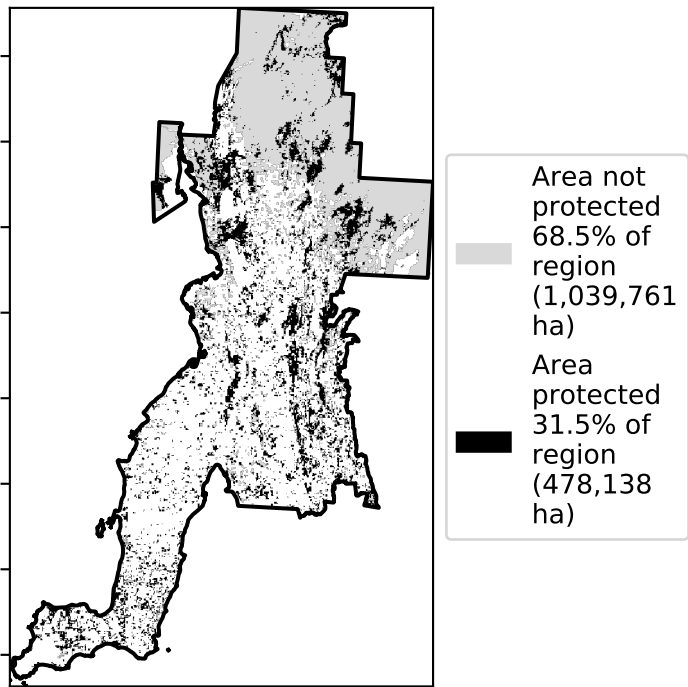 Area not
protected
68.5% of
region
(1,039,761
ha)
Area
protected
31.5% of
region
(478,138
ha)